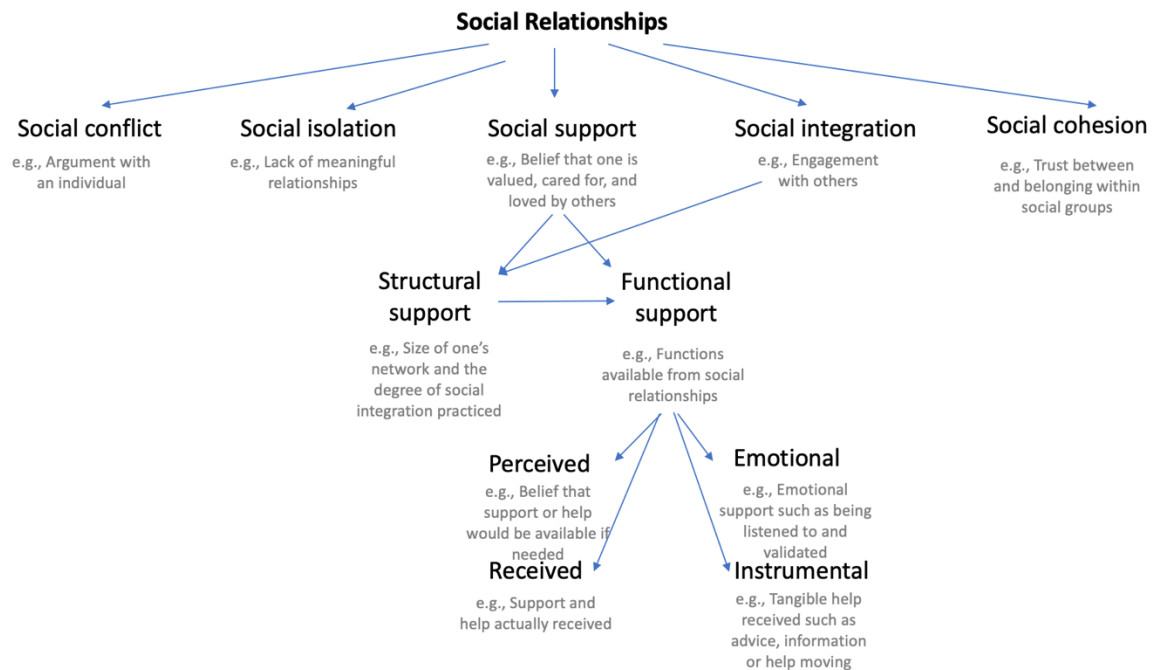 Social Relationships
Social conflict
e.g., Argument with
an individual
Social isolation
e.g., Lack of meaningful
relationships
Social support
e.g., Belief that one is
valued, cared for, and
loved by others
Social integration
e.g., Engagement
with others
Social cohesion
e.g., Trust between
and belonging within
social groups
Structural
support
e.g., Size of one's
network and the
degree of social
integration practiced
Functional
support
e.g., Functions
available from social
relationships
Perceived
e.g., Belief that
support or help
would be available if
needed
Emotional
e.g., Emotional
support such as being
listened to and
validated
Received
e.g., Support and
help actually received
Instrumental
e.g., Tangible help
received such as
advice, information
or help moving